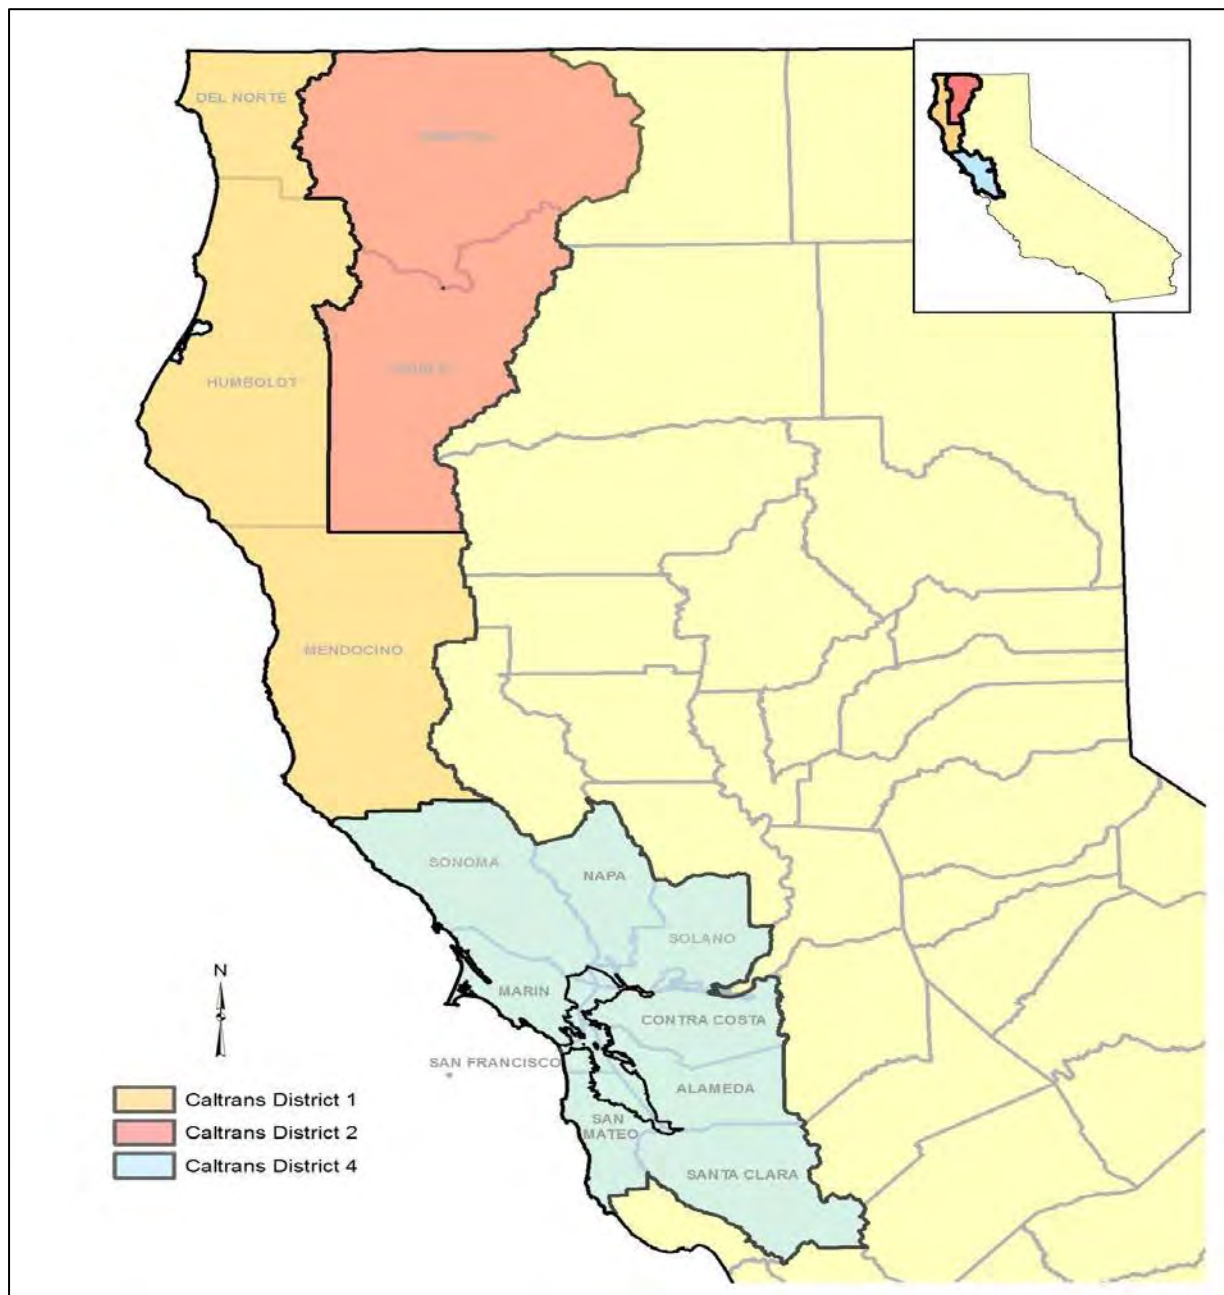 DEL NORTE
HUMBOLDT
MENDOCINO
SONOMA
NAPA
SOLANO
MARIN
CONTRA COSTA
SAN FRANCISCO
ALAMEDA
SAN
MATEO
SANTA CLARA
N
Caltrans District 1
Caltrans District 2
Caltrans District 4